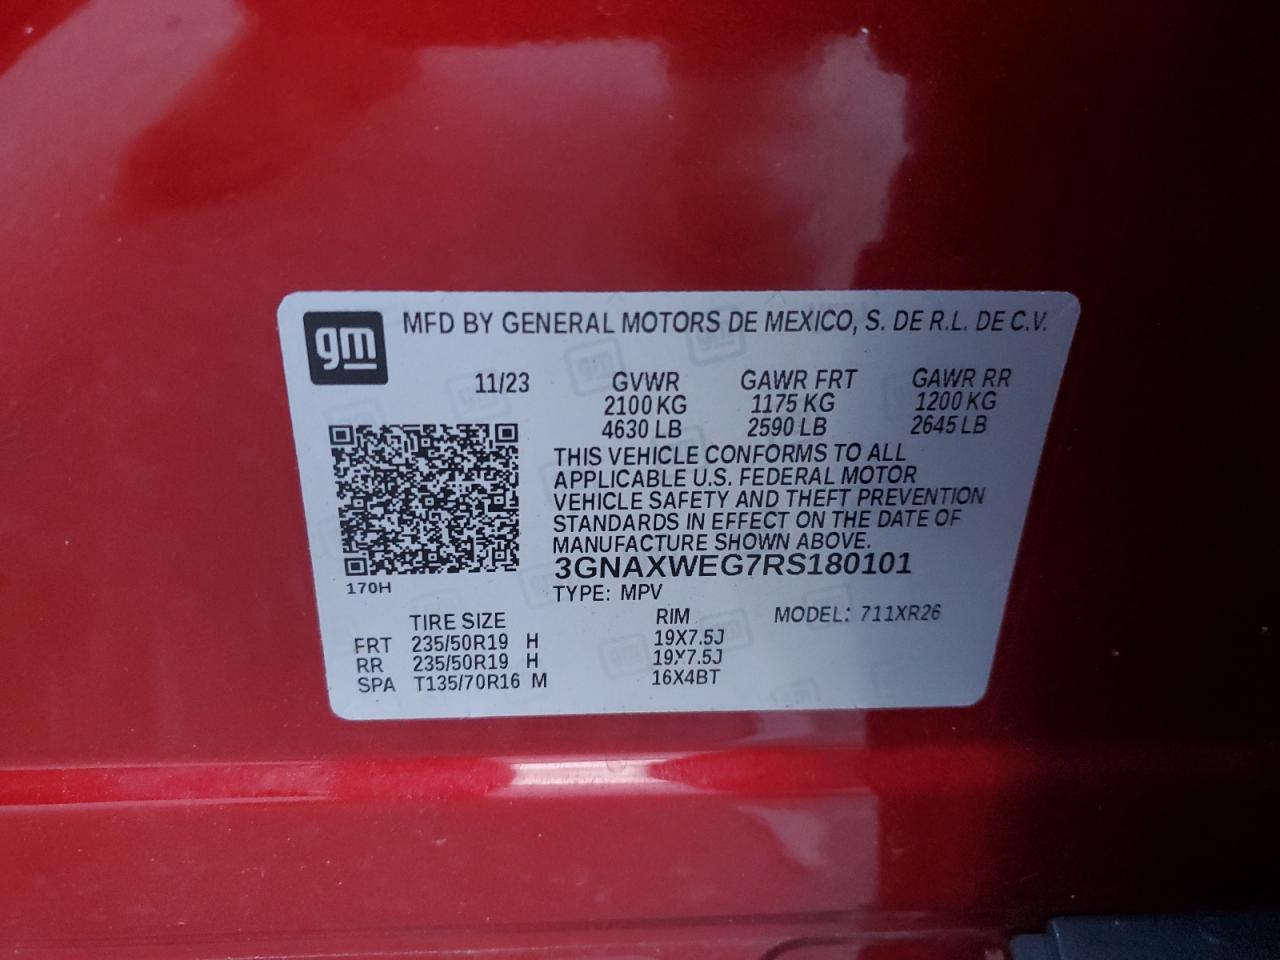 gm MFD BY GENERAL MOTORS DE MEXICO, S. DE R.L. DE C.V.
11/23 GVWR GAWR FRT GAWR RR
2100 KG 1175 KG 1200 KG
4630 LB 2590 LB 2645 LB
THIS VEHICLE CONFORMS TO ALL
APPLICABLE U.S. FEDERAL MOTOR
VEHICLE SAFETY AND THEFT PREVENTION
STANDARDS IN EFFECT ON THE DATE OF
MANUFACTURE SHOWN ABOVE.
3GNAXWEG7RS180101
170H TYPE: MPV
TIRE SIZE RIM MODEL: 711XR26
FRT 235/50R19 H 19X7.5J
RR 235/50R19 H 19X7.5J
SPA T135/70R16 M 16X4BT